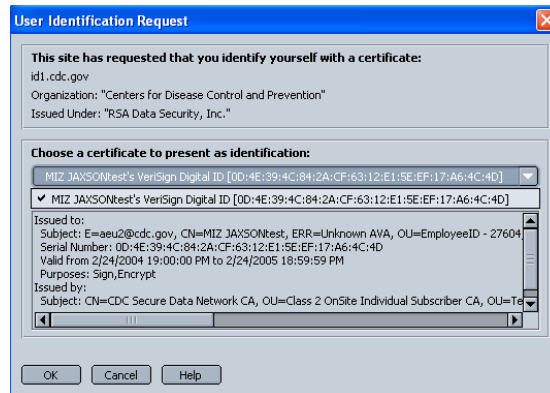 User Identification Request
This site has requested that you identify yourself with a certificate:
id1.cdc.gov
Organization: "Centers for Disease Control and Prevention"
Issued Under: "RSA Data Security, Inc."
Choose a certificate to present as identification:
MIZ JAXSONtest's VeriSign Digital ID [0D:4E:39:4C:84:2A:CF:63:12:E1:5E:EF:17:A6:4C:4D]
MIZ JAXSONtest's VeriSign Digital ID [0D:4E:39:4C:84:2A:CF:63:12:E1:5E:EF:17:A6:4C:4D]
Issued to:
Subject: E=aeu2@cdc.gov, CN=MIZ JAXSONtest, ERR=Unknown AVA, OU=EmployeeID - 27604,
Serial Number: 0D:4E:39:4C:84:2A:CF:63:12:E1:5E:EF:17:A6:4C:4D
Valid from 2/24/2004 19:00:00 PM to 2/24/2005 18:59:59 PM
Purposes: Sign,Encrypt
Issued by:
Subject: CN=CDC Secure Data Network CA, OU=Class 2 OnSite Individual Subscriber CA, OU=Te
OK Cancel Help